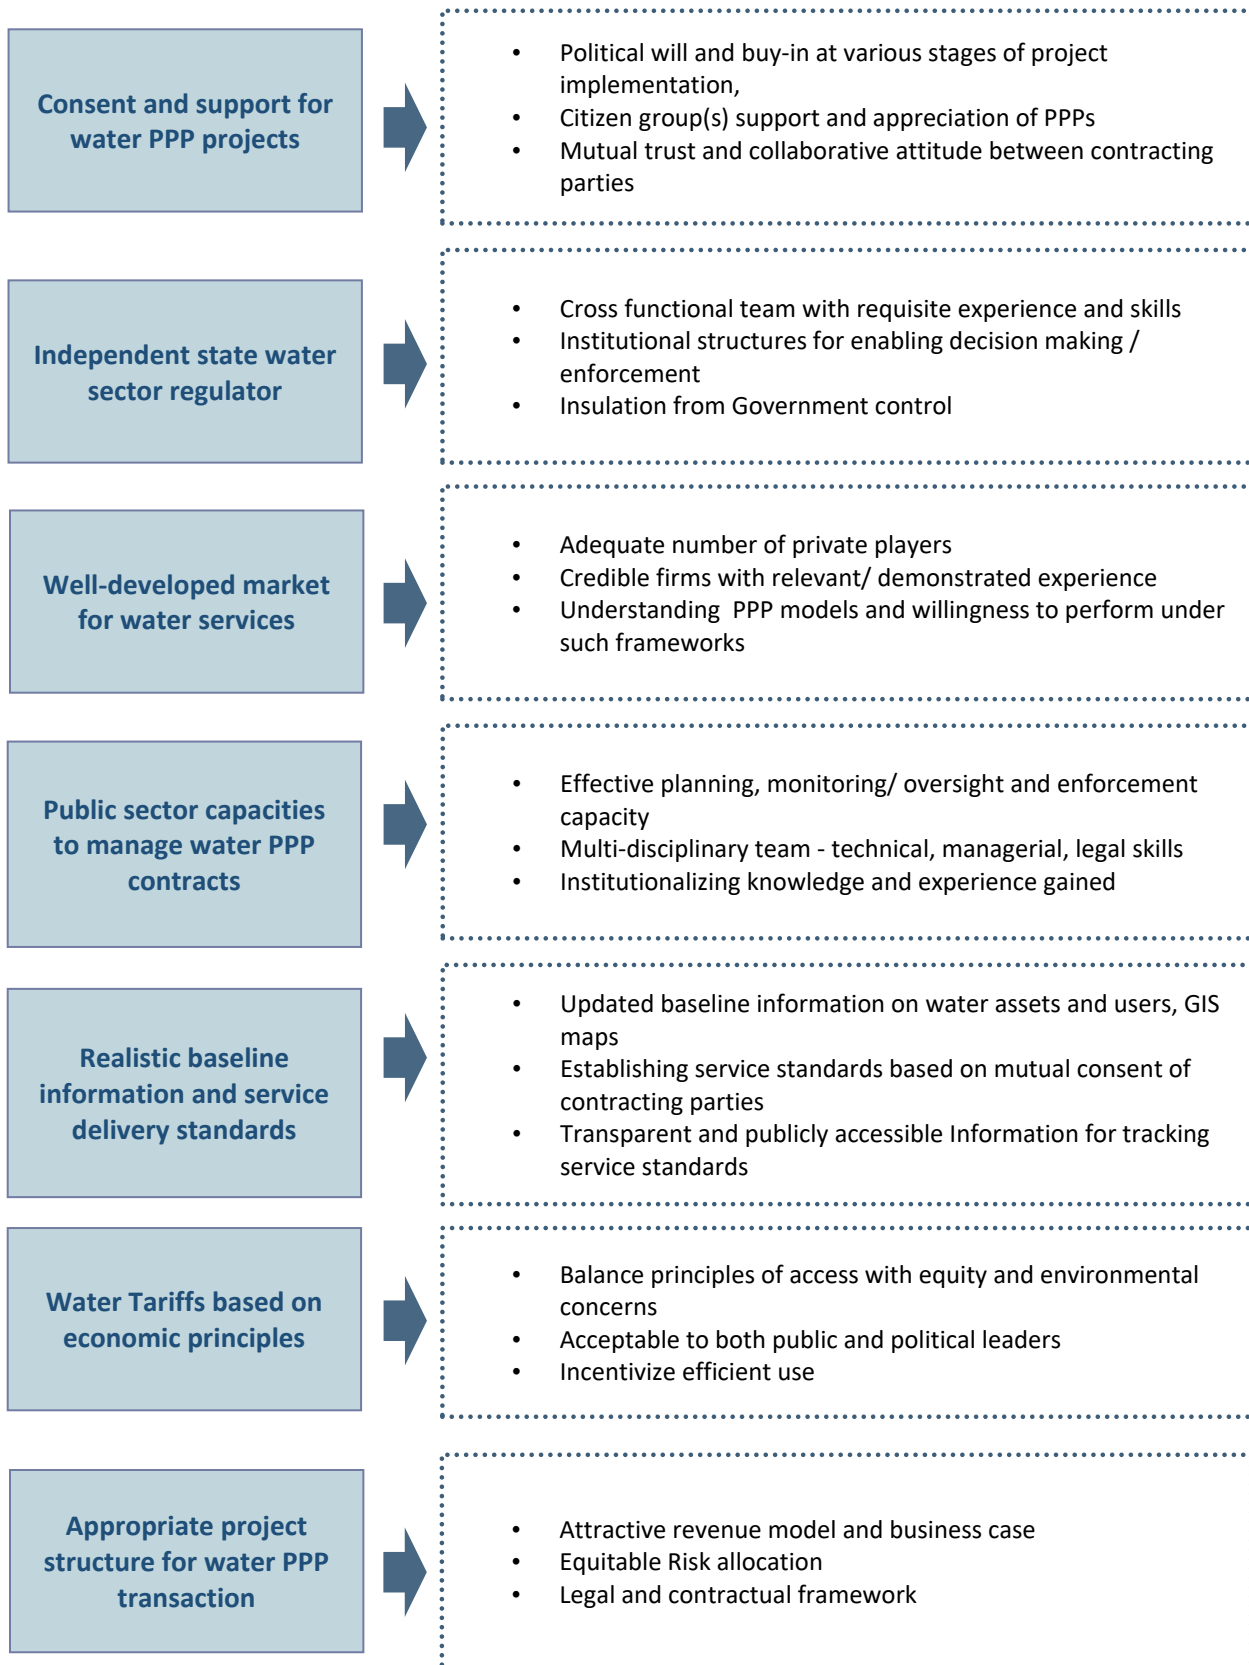 Consent and support for
water PPP projects
• Political will and buy-in at various stages of project
implementation,
• Citizen group(s) support and appreciation of PPPs
• Mutual trust and collaborative attitude between contracting
parties
Independent state water
sector regulator
• Cross functional team with requisite experience and skills
• Institutional structures for enabling decision making /
enforcement
• Insulation from Government control
Well-developed market
for water services
• Adequate number of private players
• Credible firms with relevant/ demonstrated experience
• Understanding  PPP models and willingness to perform under
such frameworks
Public sector capacities
to manage water PPP
contracts
• Effective planning, monitoring/ oversight and enforcement
capacity
• Multi-disciplinary team - technical, managerial, legal skills
• Institutionalizing knowledge and experience gained
Realistic baseline
information and service
delivery standards
• Updated baseline information on water assets and users, GIS
maps
• Establishing service standards based on mutual consent of
contracting parties
• Transparent and publicly accessible Information for tracking
service standards
Water Tariffs based on
economic principles
• Balance principles of access with equity and environmental
concerns
• Acceptable to both public and political leaders
• Incentivize efficient use
Appropriate project
structure for water PPP
transaction
• Attractive revenue model and business case
• Equitable Risk allocation
• Legal and contractual framework